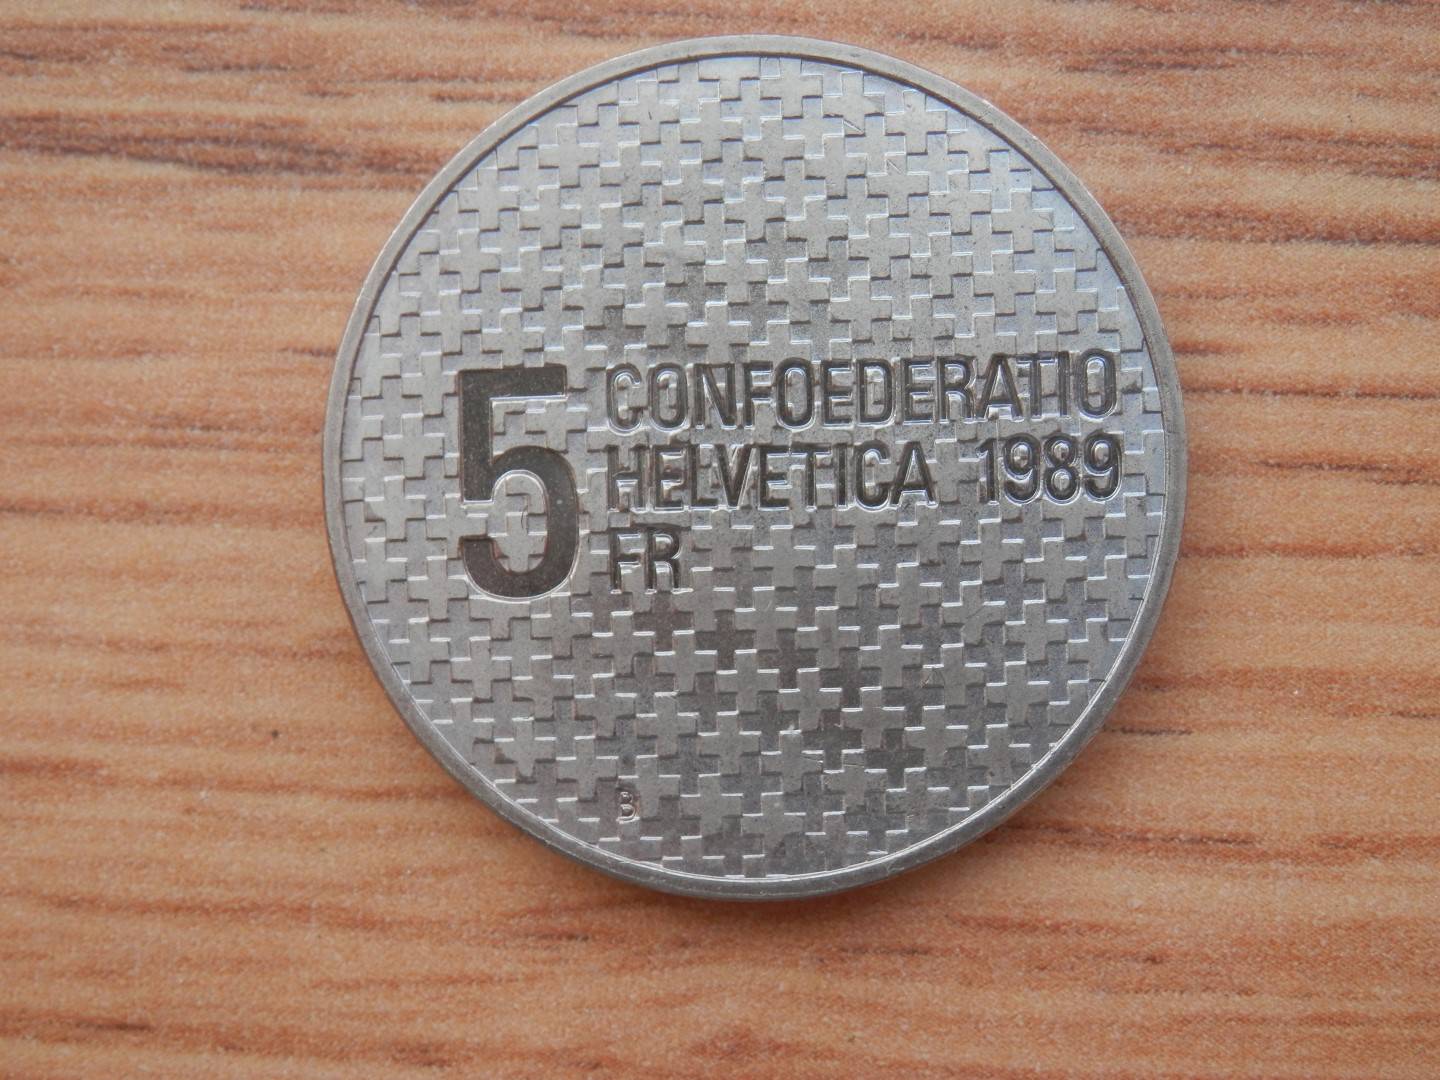 5
CONFOEDERATIO
HELVETICA 1989
FR
B